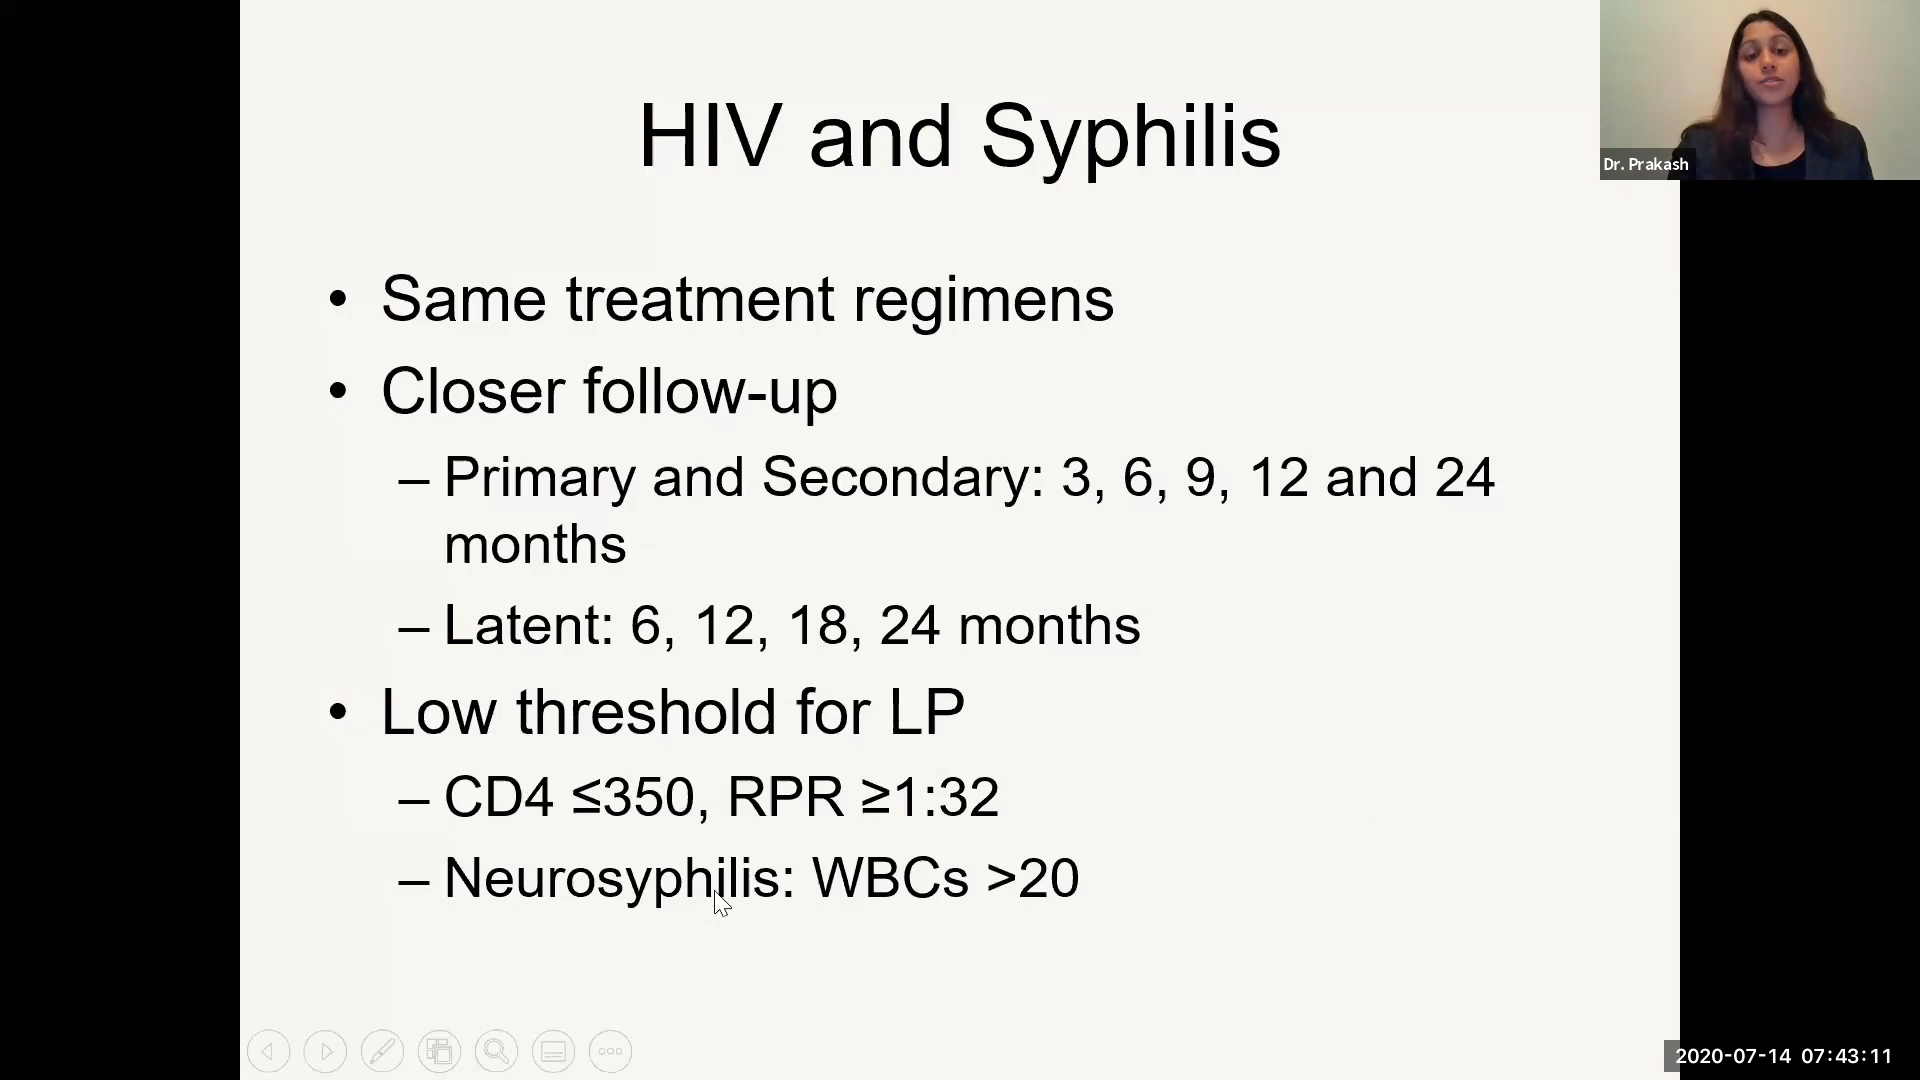 HIV and Syphilis
Dr. Prakash
• Same treatment regimens
• Closer follow-up
– Primary and Secondary: 3, 6, 9, 12 and 24
months
– Latent: 6, 12, 18, 24 months
• Low threshold for LP
– CD4 ≤350, RPR ≥1:32
– Neurosyphilis: WBCs >20
2020-07-14 07:43:11